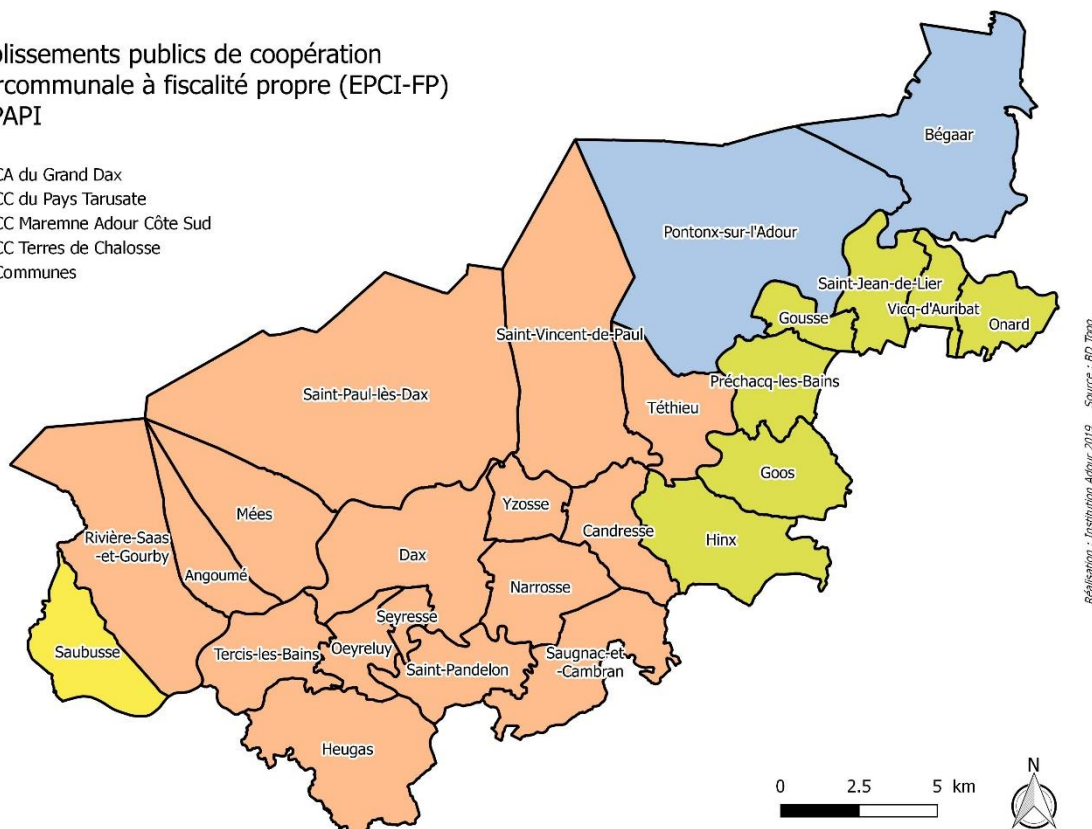 blissements publics de coopération
rcommunale à fiscalité propre (EPCI-FP)
PAPI
CA du Grand Dax
CC du Pays Tarusate
CC Maremne Adour Côte Sud
CC Terres de Chalosse
Communes
Bégaar
Pontonx-sur-l'Adour
Saint-Jean-de-Lier
Vicq-d'Auribat
Gousse
Onard
Saint-Vincent-de-Paul
Préchacq-les-Bains
Saint-Paul-lès-Dax
Téthieu
Goos
Yzosse
Mées
Candresse
Rivière-Saas
-et-Gourby
Hinx
Dax
Angoumé
Narrosse
Seyresse
Saubusse
Tercis-les-Bains
Oeyreluy
Saint-Pandelon
Saugnac-et
-Cambran
Heugas
0 2.5 5 km
N
Réalisation : Institution Adour 2019 Source : BD Topo